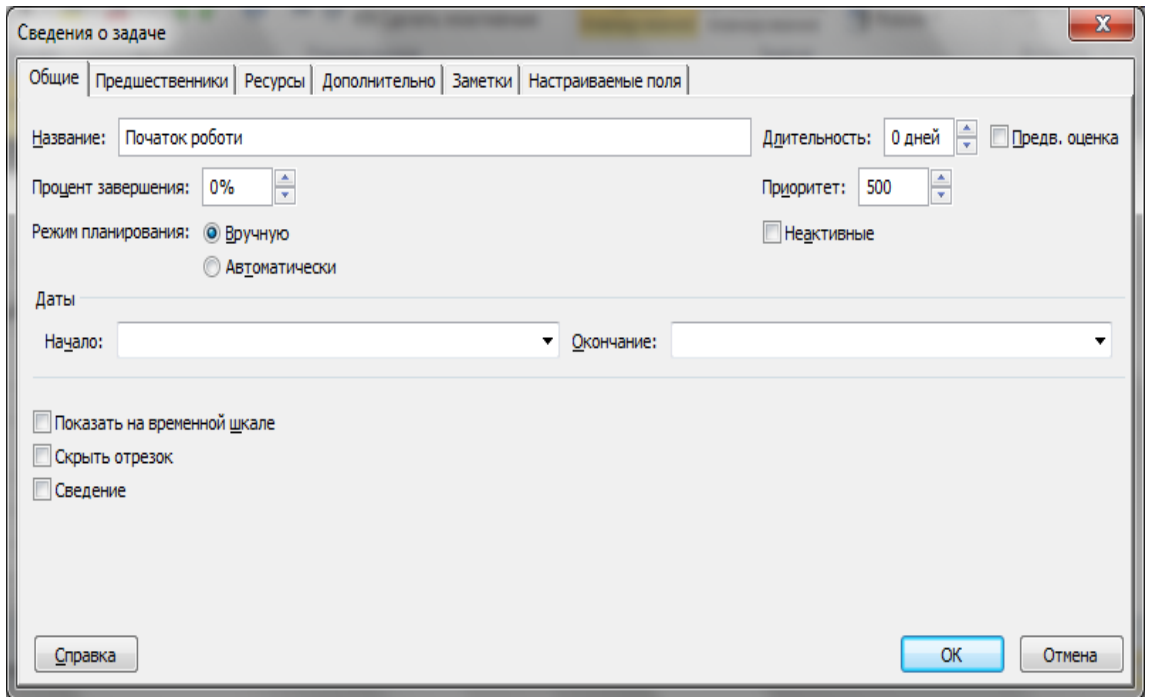 Сведения о задаче
X
Общие Предшественники Ресурсы Дополнительно Заметки Настраиваемые поля
Название: Початок роботи Длительность: 0 дней Предв. оценка
Процент завершения: 0% Приоритет: 500
Режим планирования: Вручную Неактивные
Автоматически
Даты
Начало: Окончание:
Показать на временной шкале
Скрыть отрезок
Сведение
Справка OK Отмена